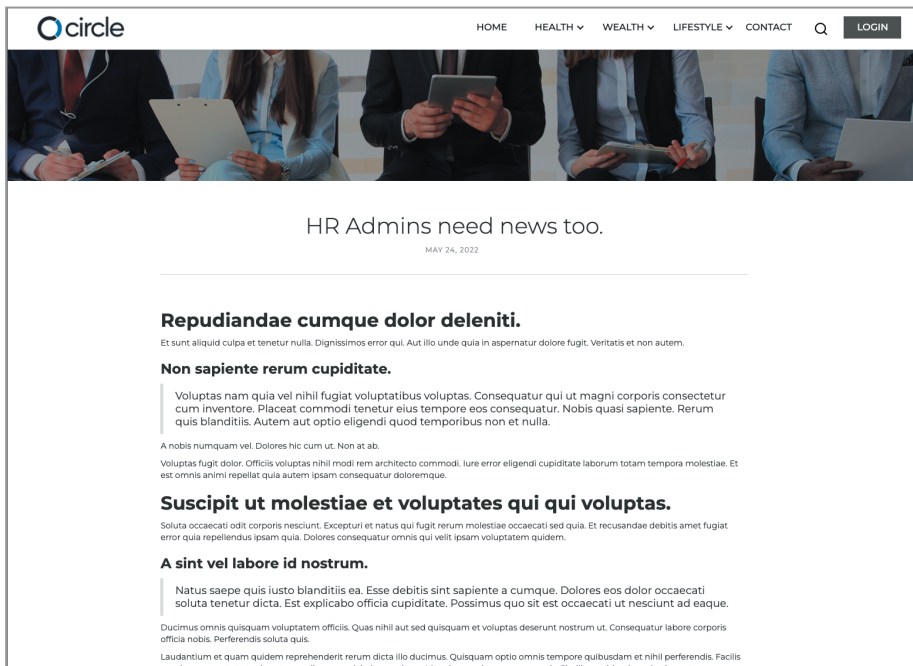 circle
HOME HEALTH WEALTH LIFESTYLE CONTACT LOGIN
HR Admins need news too.
MAY 24, 2022
Repudiandae cumque dolor deleniti.
Et sunt aliquid culpa et tenetur nulla. Dignissimos error qui. Aut illo unde quia in aspernatur dolore fugit. Veritatis et non autem.
Non sapiente rerum cupiditate.
Voluptas nam quia vel nihil fugiat voluptatibus voluptas. Consequatur qui ut magni corporis consectetur
cum inventore. Placeat commodi tenetur eius tempore eos consequatur. Nobis quasi sapiente. Rerum
quis blanditiis. Autem aut optio eligendi quod temporibus non et nulla.
A nobis numquam vel. Dolores hic cum ut. Non at ab.
Voluptas fugit dolor. Officiis voluptas nihil modi rem architecto commodi. Iure error eligendi cupiditate laborum totam tempora molestiae. Et
est omnis animi repellat quia autem ipsam consequatur doloremque.
Suscipit ut molestiae et voluptates qui qui voluptas.
Soluta occaecati odit corporis nesciunt. Excepturi et natus qui fugit rerum molestiae occaecati sed quia. Et recusandae debitis amet fugiat
error quia repellendus ipsam quia. Dolores consequatur omnis qui velit ipsam voluptatem quidem.
A sint vel labore id nostrum.
Natus saepe quis iusto blanditiis ea. Esse debitis sint sapiente a cumque. Dolores eos dolor occaecati
soluta tenetur dicta. Est explicabo officia cupiditate. Possimus quo sit est occaecati ut nesciunt ad eaque.
Ducimus omnis quisquam voluptatem officiis. Quas nihil aut sed quisquam et voluptas deserunt nostrum ut. Consequatur labore corporis
officia nobis. Perferendis soluta quis.
Laudantium et quam quidem reprehenderit rerum dicta illo ducimus. Quisquam optio omnis tempore quibusdam et nihil perferendis. Facilis